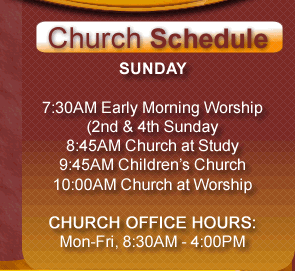 Church Schedule
SUNDAY
7:30AM Early Morning Worship
(2nd & 4th Sunday
8:45AM Church at Study
9:45AM Children's Church
10:00AM Church at Worship
CHURCH OFFICE HOURS:
Mon-Fri, 8:30AM - 4:00PM